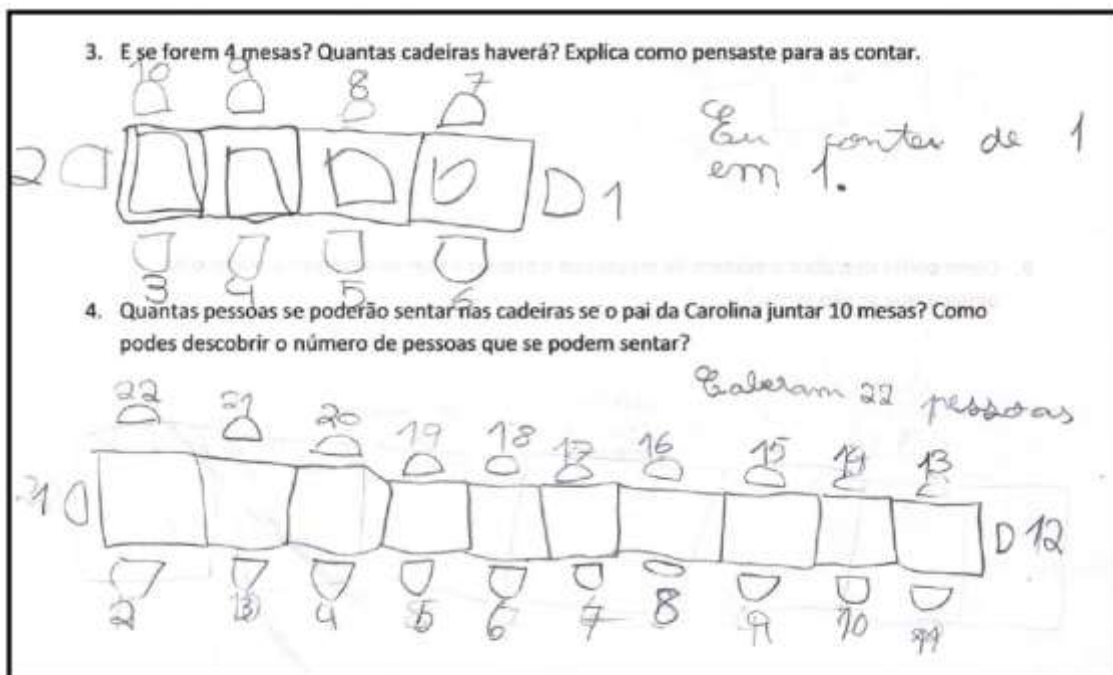 3. E se forem 4 mesas? Quantas cadeiras haverá? Explica como pensaste para as contar.
10 9 8 7
2 1
3 4 5 6
Eu contei de 1
em 1.
4. Quantas pessoas se poderão sentar nas cadeiras se o pai da Carolina juntar 10 mesas? Como
podes descobrir o número de pessoas que se podem sentar?
Caberam 22 pessoas
22 21 20 19 18 17 16 15 14 13
1 12
2 3 4 5 6 7 8 9 10 11